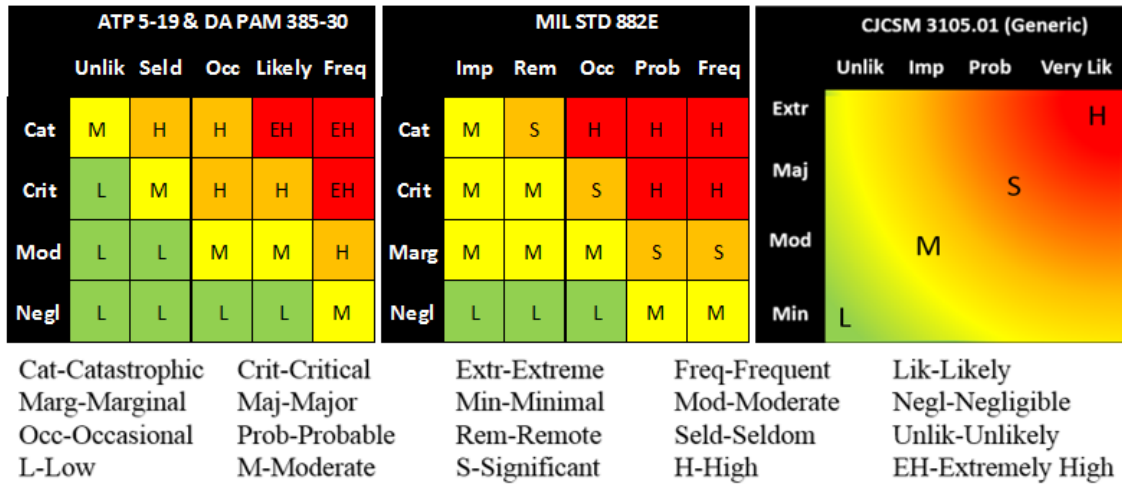 ATP 5-19 & DA PAM 385-30
Unlik Seld Occ Likely Freq
Cat M H H EH EH
Crit L M H H EH
Mod L L M M H
Negl L L L L M
MIL STD 882E
Imp Rem Occ Prob Freq
Cat M S H H H
Crit M M S H H
Marg M M M S S
Negl L L L M M
CJCSM 3105.01 (Generic)
Unlik Imp Prob Very Lik
Extr H
Maj S
Mod M
Min L
Cat-Catastrophic Crit-Critical Extr-Extreme Freq-Frequent Lik-Likely
Marg-Marginal Maj-Major Min-Minimal Mod-Moderate Negl-Negligible
Occ-Occasional Prob-Probable Rem-Remote Seld-Seldom Unlik-Unlikely
L-Low M-Moderate S-Significant H-High EH-Extremely High